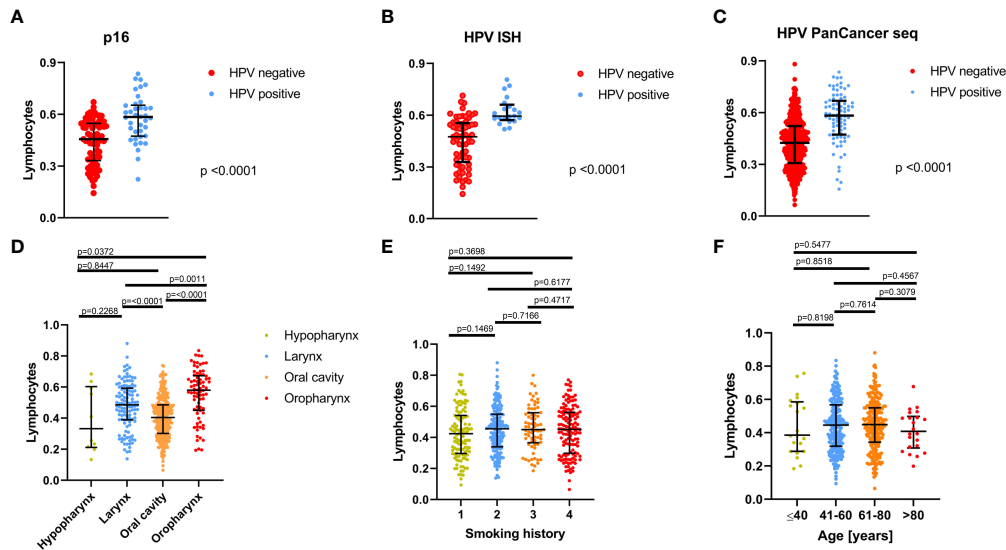 A
p16
Lymphocytes
0.9
0.6
0.3
0.0
HPV negative
HPV positive
p <0.0001
B
HPV ISH
Lymphocytes
0.9
0.6
0.3
0.0
HPV negative
HPV positive
p <0.0001
C
HPV PanCancer seq
Lymphocytes
0.9
0.6
0.3
0.0
HPV negative
HPV positive
p <0.0001
D
p=0.0372
p=0.8447
p=0.0011
p=<0.0001
p=<0.0001
p=0.2268
Lymphocytes
1.0
0.8
0.6
0.4
0.2
0.0
Hypopharynx
Larynx
Oral cavity
Oropharynx
Hypopharynx
Larynx
Oral cavity
Oropharynx
E
p=0.3698
p=0.1492
p=0.6177
p=0.4717
p=0.7166
p=0.1469
Lymphocytes
1.0
0.8
0.6
0.4
0.2
0.0
1 2 3 4
Smoking history
F
p=0.5477
p=0.8518
p=0.4567
p=0.3079
p=0.7614
p=0.8198
Lymphocytes
1.0
0.8
0.6
0.4
0.2
0.0
≤40 41-60 61-80 >80
Age [years]